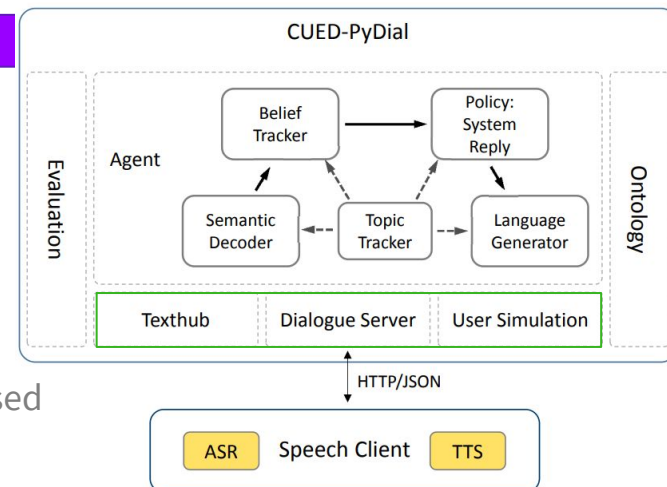 CUED-PyDial
Evaluation
Agent
Belief
Tracker
Policy:
System
Reply
Semantic
Decoder
Topic
Tracker
Language
Generator
Ontology
Texthub
Dialogue Server
User Simulation
HTTP/JSON
ASR
Speech Client
TTS